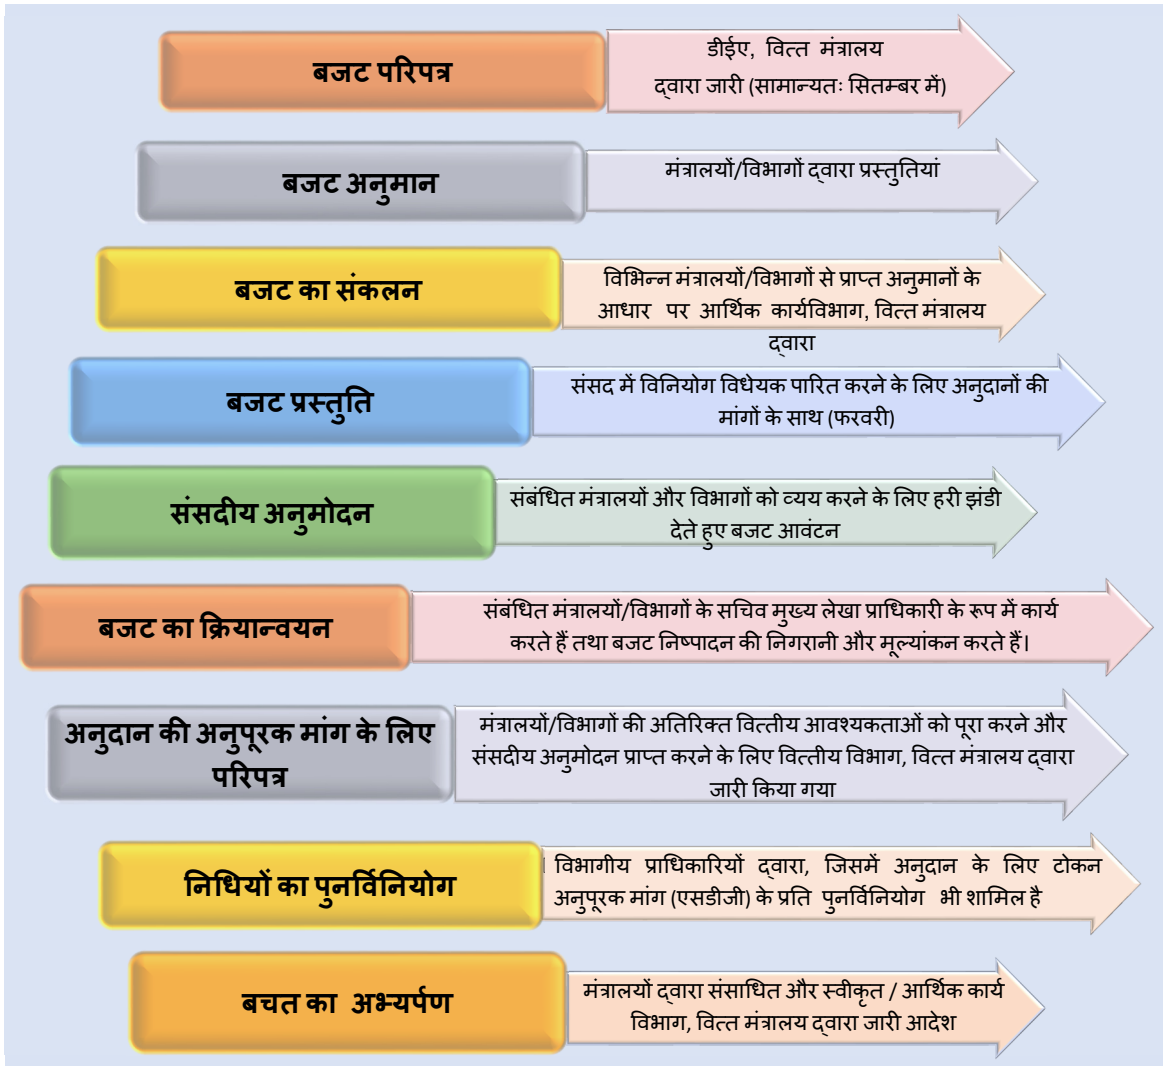 बजट परिपत्र
डीईए, वित्त मंत्रालय
द्वारा जारी (सामान्यतः सितम्बर में)
बजट अनुमान
मंत्रालयों/विभागों द्वारा प्रस्तुतियां
बजट का संकलन
विभिन्न मंत्रालयों/विभागों से प्राप्त अनुमानों के
आधार पर आर्थिक कार्यविभाग, वित्त मंत्रालय
द्वारा
बजट प्रस्तुति
संसद में विनियोग विधेयक पारित करने के लिए अनुदानों की
मांगों के साथ (फरवरी)
संसदीय अनुमोदन
संबंधित मंत्रालयों और विभागों को व्यय करने के लिए हरी झंडी
देते हुए बजट आवंटन
बजट का क्रियान्वयन
संबंधित मंत्रालयों/विभागों के सचिव मुख्य लेखा प्राधिकारी के रूप में कार्य
करते हैं तथा बजट निष्पादन की निगरानी और मूल्यांकन करते हैं।
अनुदान की अनुपूरक मांग के लिए
परिपत्र
मंत्रालयों/विभागों की अतिरिक्त वित्तीय आवश्यकताओं को पूरा करने और
संसदीय अनुमोदन प्राप्त करने के लिए वित्तीय विभाग, वित्त मंत्रालय द्वारा
जारी किया गया
निधियों का पुनर्विनियोग
विभागीय प्राधिकारियों द्वारा, जिसमें अनुदान के लिए टोकन
अनुपूरक मांग (एसडीजी) के प्रति पुनर्विनियोग भी शामिल है
बचत का अभ्यर्पण
मंत्रालयों द्वारा संसाधित और स्वीकृत / आर्थिक कार्य
विभाग, वित्त मंत्रालय द्वारा जारी आदेश